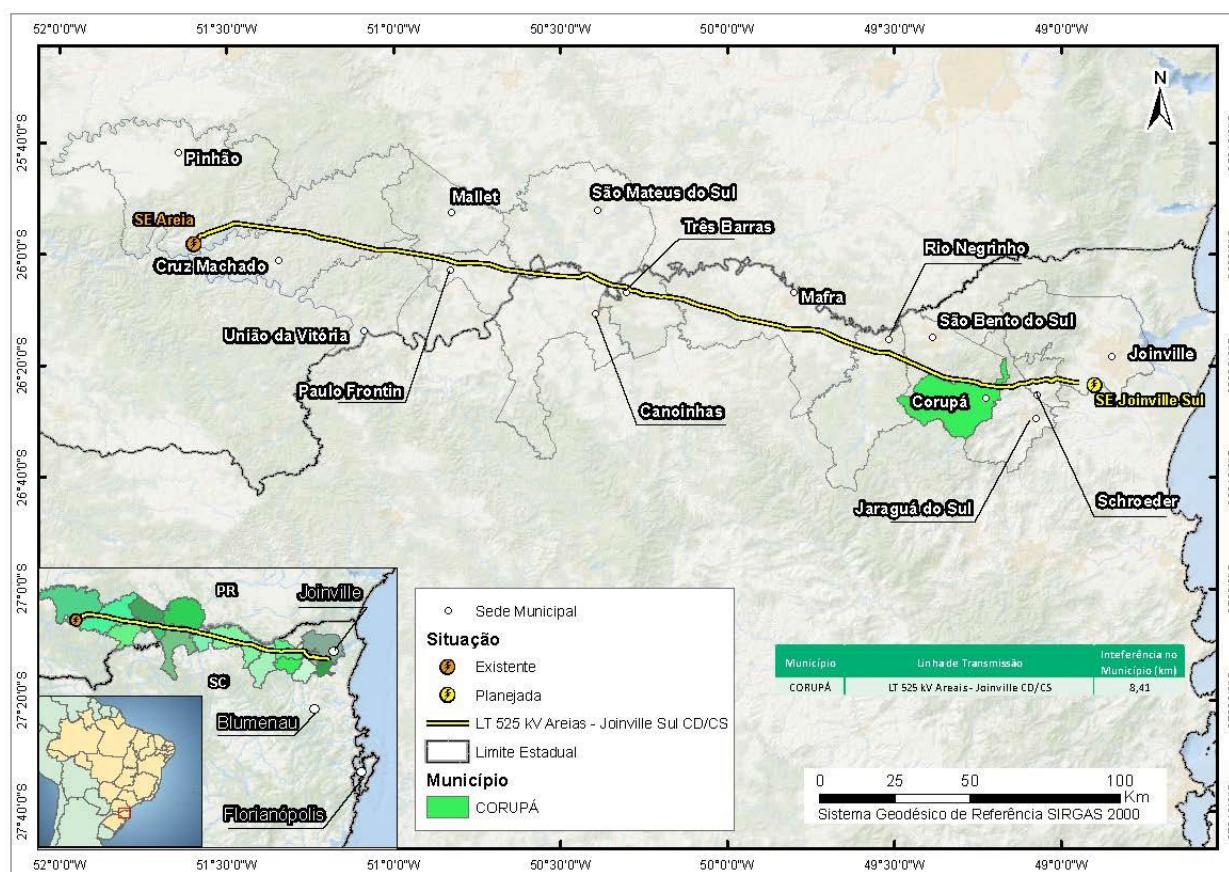 52°0'0"W 51°30'0"W 51°0'0"W 50°30'0"W 50°0'0"W 49°30'0"W 49°0'0"W
N
25°40'0"S
26°0'0"S
26°20'0"S
26°40'0"S
27°0'0"S
27°20'0"S
27°40'0"S
Pinhão
SE Areia
Cruz Machado
Mallet
São Mateus do Sul
Três Barras
Rio Negrinho
Mafra
São Bento do Sul
União da Vitória
Joinville
Paulo Frontin
Canoinhas
Corupá
SE Joinville Sul
Jaraguá do Sul
Schroeder
PR
Joinville
SC
Blumenau
Florianópolis
Sede Municipal
Situação
Existente
Planejada
LT 525 kV Areias - Joinville Sul CD/CS
Limite Estadual
Município
CORUPÁ
Município Linha de Transmissão Inteferência no
Município (km)
CORUPÁ LT 525 kV Areais - Joinville CD/CS 8,41
0 25 50 100
Km
Sistema Geodésico de Referência SIRGAS 2000
52°0'0"W 51°30'0"W 51°0'0"W 50°30'0"W 50°0'0"W 49°30'0"W 49°0'0"W